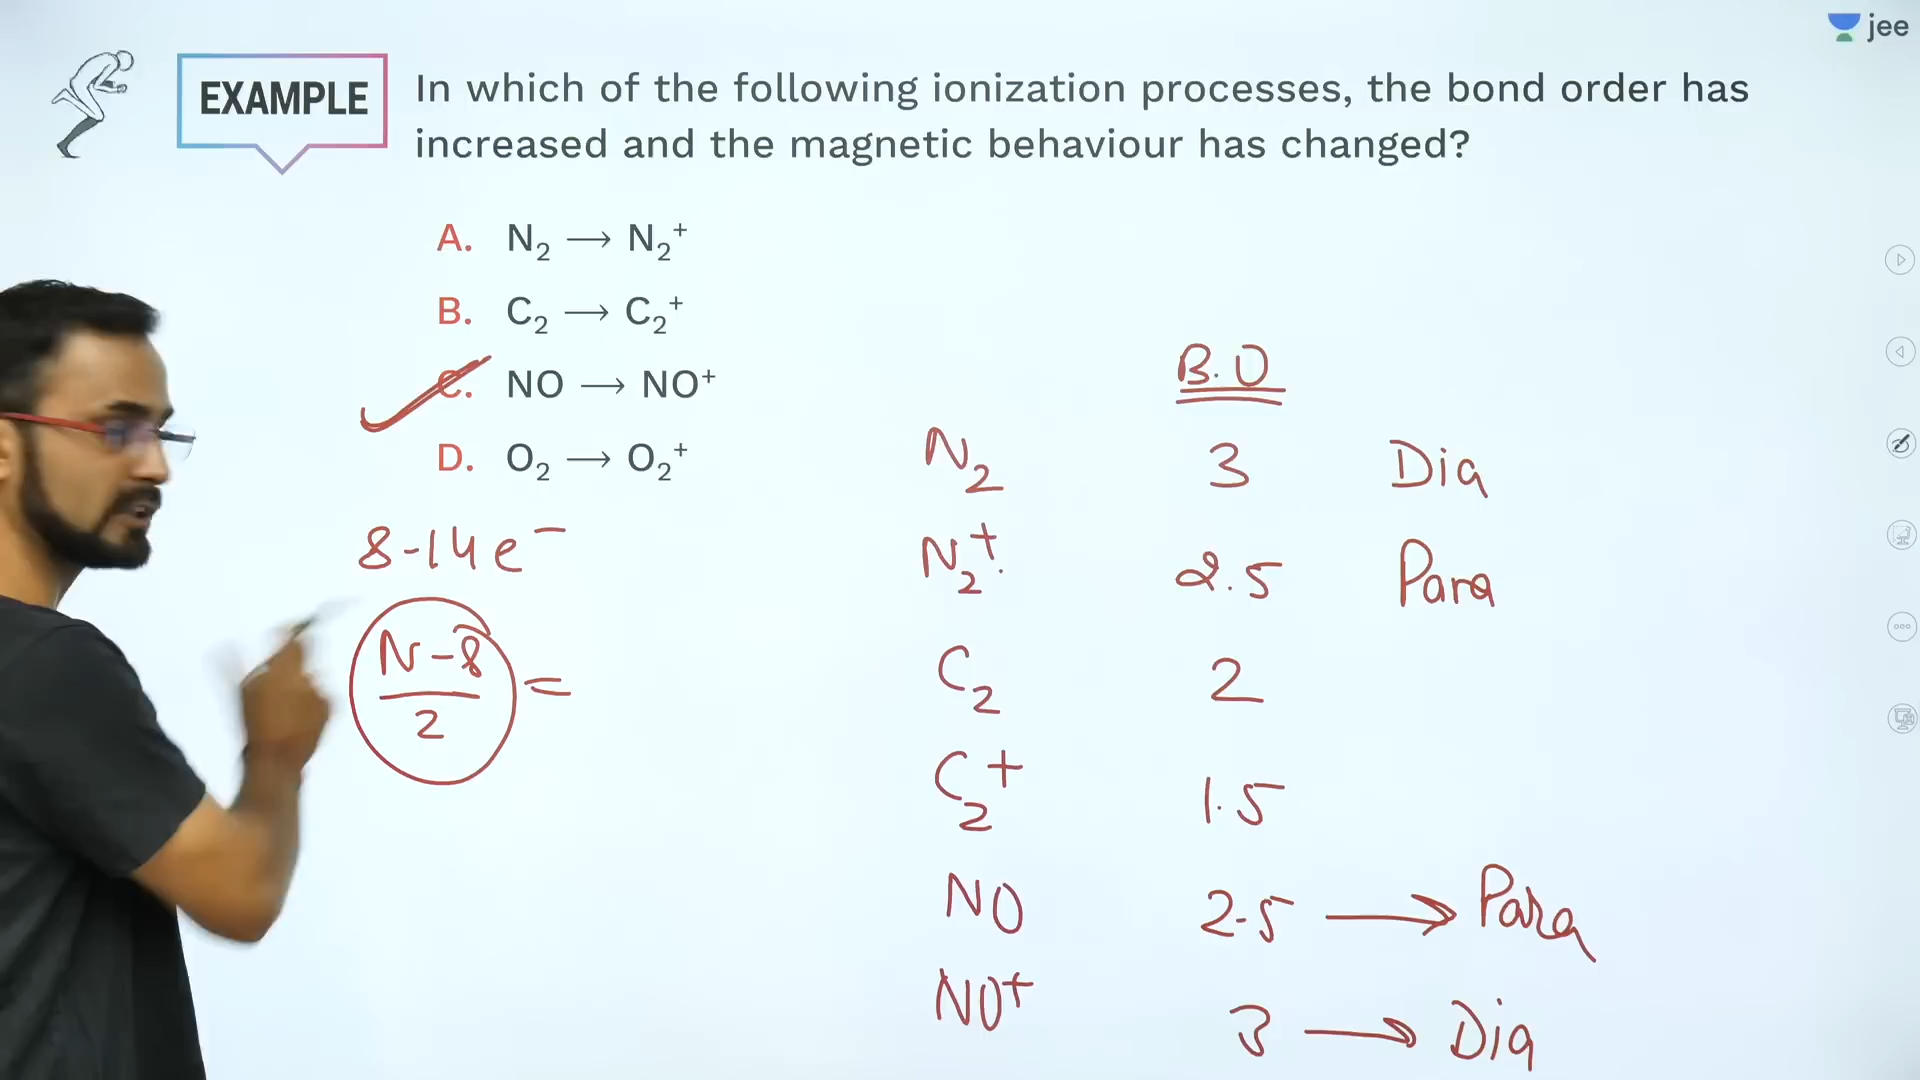 jee
EXAMPLE
In which of the following ionization processes, the bond order has
increased and the magnetic behaviour has changed?
A. N₂ ⟶ N₂⁺
B. C₂ ⟶ C₂⁺
C. NO ⟶ NO⁺
D. O₂ ⟶ O₂⁺
8-14e⁻
N-8
2
=
B.O
N₂ 3 Dia
N₂⁺ 2.5 Para
C₂ 2
C₂⁺ 1.5
NO 2.5 → Para
NO⁺ 3 → Dia